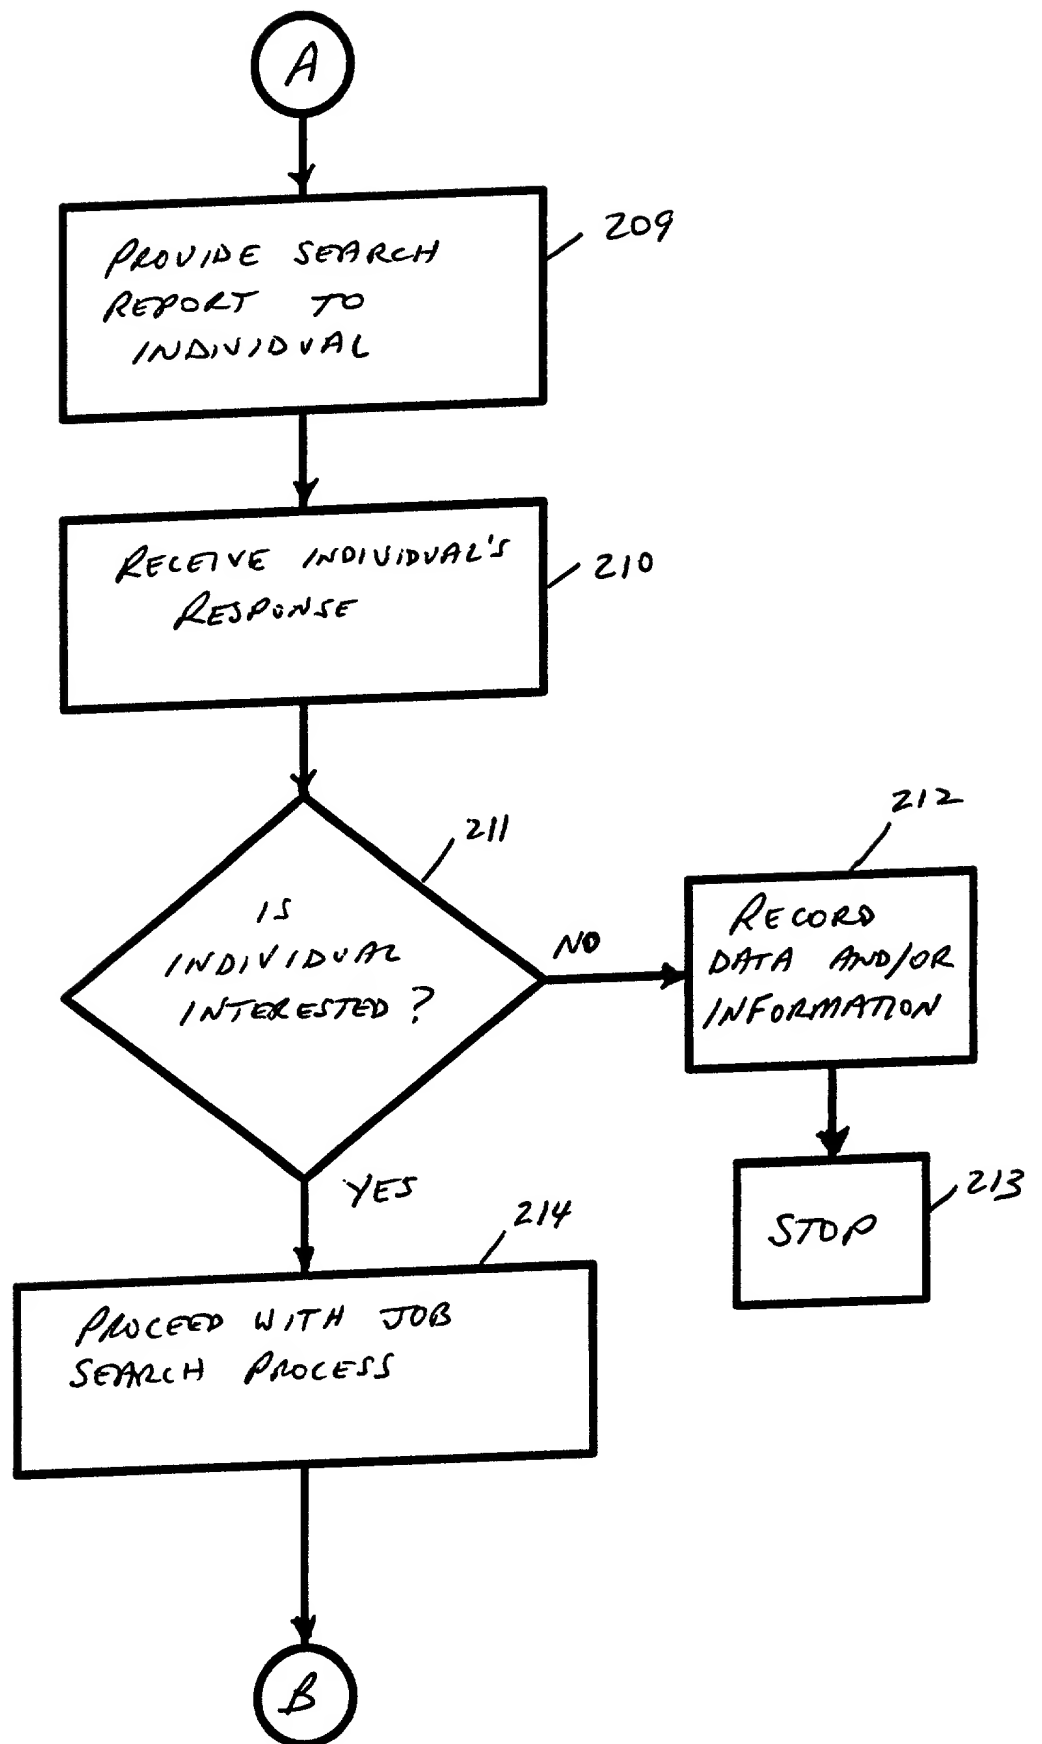 A
PROVIDE SEARCH
REPORT TO
INDIVIDUAL
209
RECEIVE INDIVIDUAL'S
RESPONSE
210
211
IS
INDIVIDUAL
INTERESTED?
NO
212
RECORD
DATA AND/OR
INFORMATION
STOP
213
YES
214
PROCEED WITH JOB
SEARCH PROCESS
B